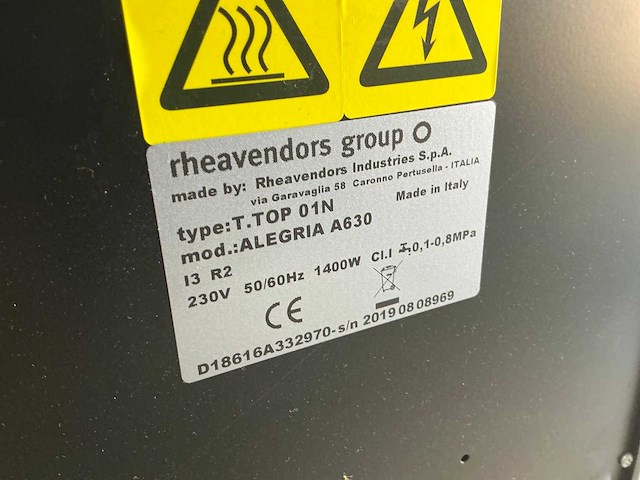 rheavendors group
made by: Rheavendors Industries S.p.A.
via Garavaglia 58 Caronno Pertusella - ITALIA
type:T.TOP 01N
Made in Italy
mod.:ALEGRIA A630
I3 R2
230V 50/60Hz 1400W Cl.I 0,1-0,8MPa
CE
D18616A332970-s/n 2019 08 08969